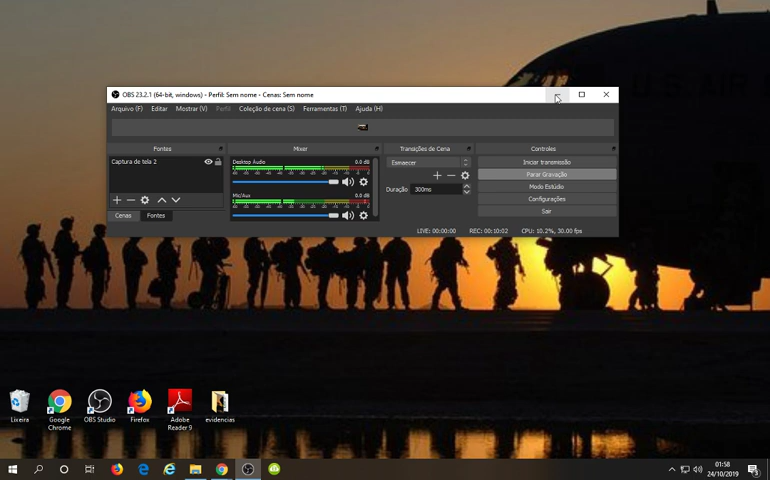 U.S. AIR
OBS 23.2.1 (64-bit, windows) - Perfil: Sem nome - Cenas: Sem nome
Arquivo (F) Editar Mostrar (V) Perfil Coleção de cena (S) Ferramentas (T) Ajuda (H)
Fontes
Captura de tela 2
Cenas Fontes
Mixer
Desktop Audio 0.0 dB
Mic/Aux 0.0 dB
Transições de Cena
Esmaecer
Duração 300ms
Controles
Iniciar transmissão
Parar Gravação
Modo Estúdio
Configurações
Sair
LIVE: 00:00:00 REC: 00:10:02 CPU: 10.2%, 30.00 fps
Lixeira
Google Chrome
OBS Studio
Firefox
Adobe Reader 9
evidencias
01:58
24/10/2019